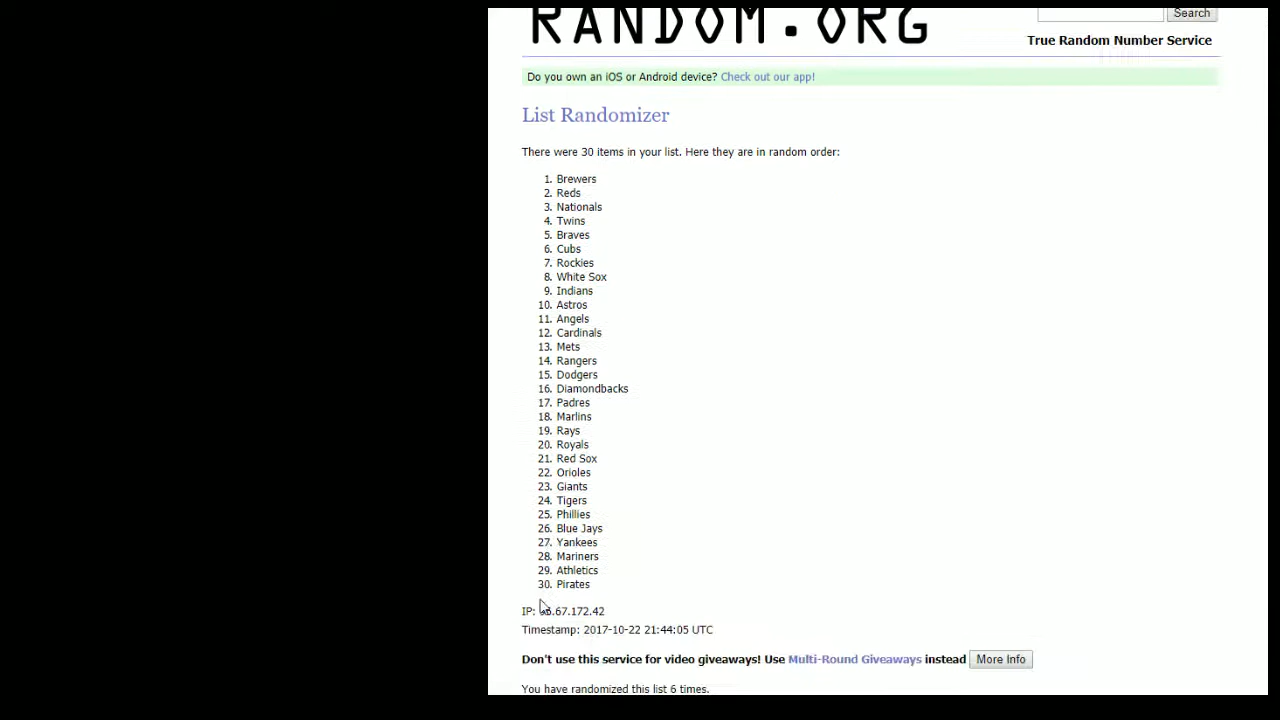 RANDOM.ORG
Search
True Random Number Service
Do you own an iOS or Android device? Check out our app!
List Randomizer
There were 30 items in your list. Here they are in random order:
1. Brewers
2. Reds
3. Nationals
4. Twins
5. Braves
6. Cubs
7. Rockies
8. White Sox
9. Indians
10. Astros
11. Angels
12. Cardinals
13. Mets
14. Rangers
15. Dodgers
16. Diamondbacks
17. Padres
18. Marlins
19. Rays
20. Royals
21. Red Sox
22. Orioles
23. Giants
24. Tigers
25. Phillies
26. Blue Jays
27. Yankees
28. Mariners
29. Athletics
30. Pirates
IP:
Timestamp: 2017-10-22 21:44:05 UTC
Don't use this service for video giveaways! Use Multi-Round Giveaways instead More Info
You have randomized this list 6 times.